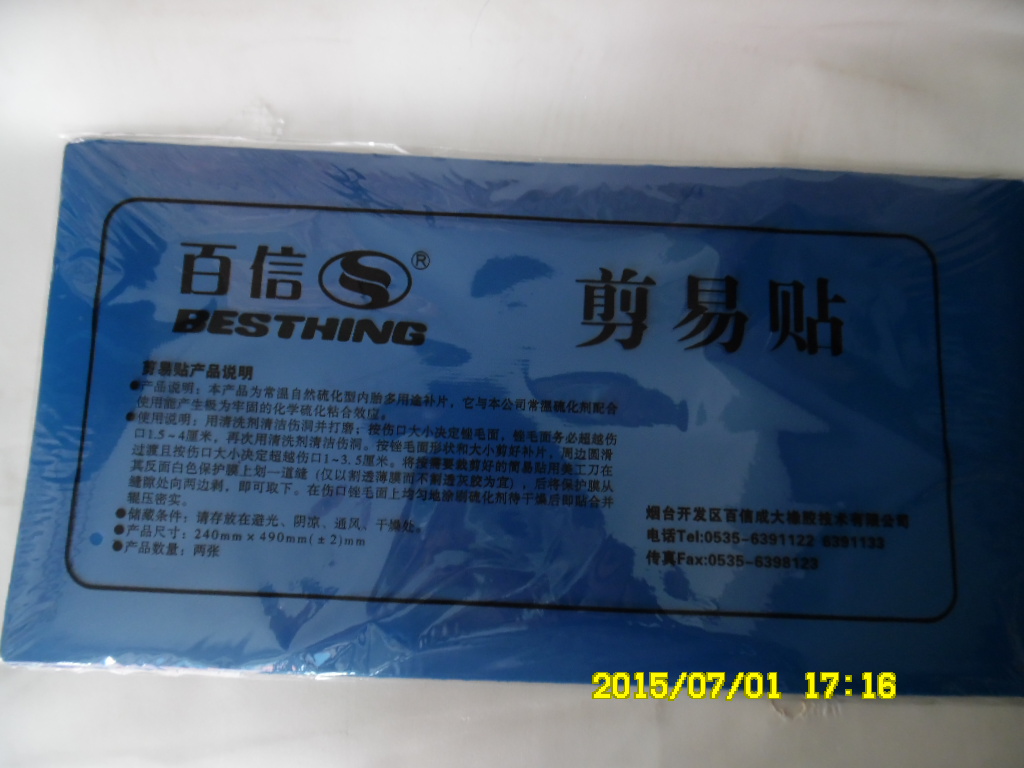 百信 ®
BESTHING
剪易贴
剪易贴产品说明
●产品说明：本产品为常温自然硫化型内胎多用途补片，它与本公司常温硫化剂配合
使用能产生极为牢固的化学硫化粘合效应。
●使用说明：用清洗剂清洁伤洞并打磨；按伤口大小决定锉毛面，锉毛面务必超越伤
口1.5~4厘米，再次用清洗剂清洁伤洞。按锉毛面形状和大小剪好补片，周边圆滑
过渡且按伤口大小决定超越伤口1~3.5厘米。将按需要裁剪好的简易贴用美工刀在
其反面白色保护膜上划一道缝（仅以割透薄膜而不割透灰胶为宜），后将保护膜从
缝隙处向两边剥，即可取下。在伤口锉毛面上均匀地涂刷硫化剂待干燥后即贴合并
辊压密实。
●储藏条件：请存放在避光、阴凉、通风、干燥处。
●产品尺寸：240mm×490mm(±2)mm
●产品数量：两张
烟台开发区百信成大橡胶技术有限公司
电话Tel:0535-6391122 6391133
传真Fax:0535-6398123
2015/07/01 17:16